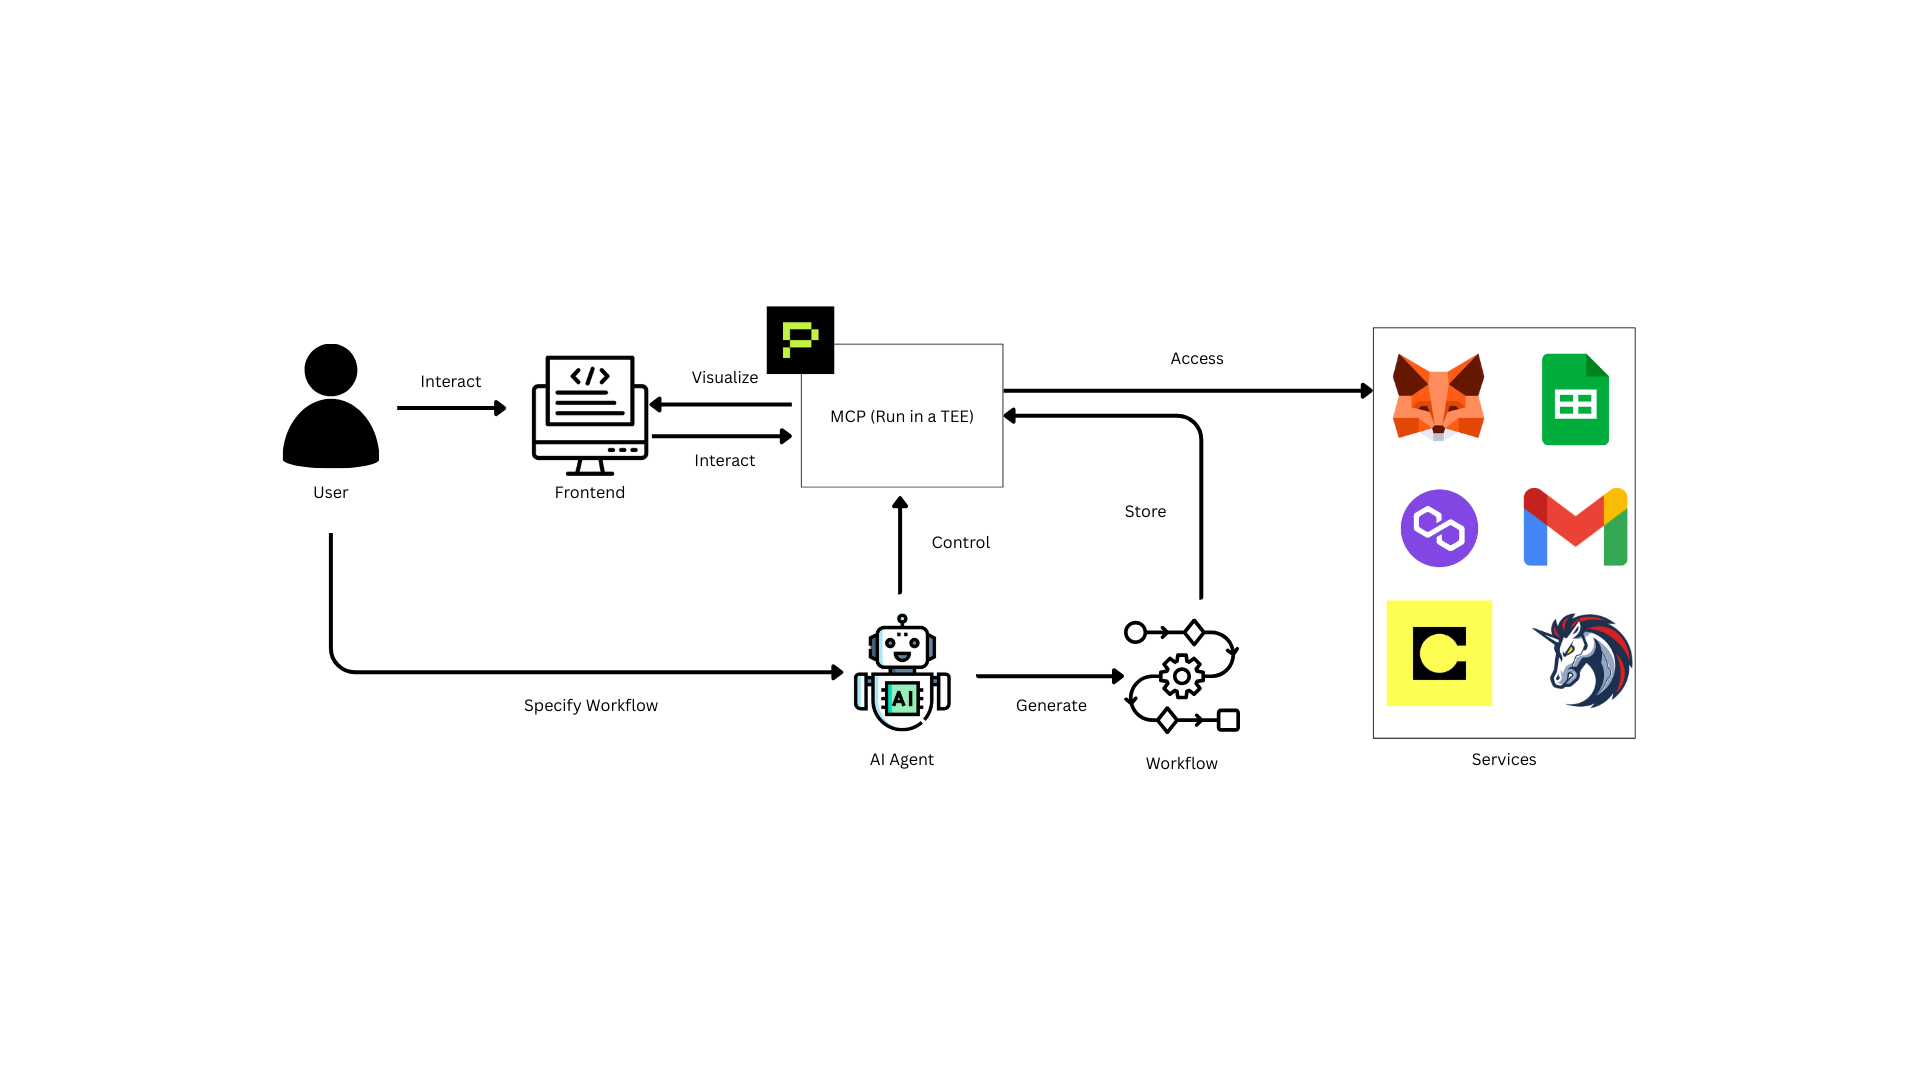 Interact
User
Frontend
Visualize
Interact
P
MCP (Run in a TEE)
Access
Store
Control
Specify Workflow
AI
AI Agent
Generate
Workflow
C
Services